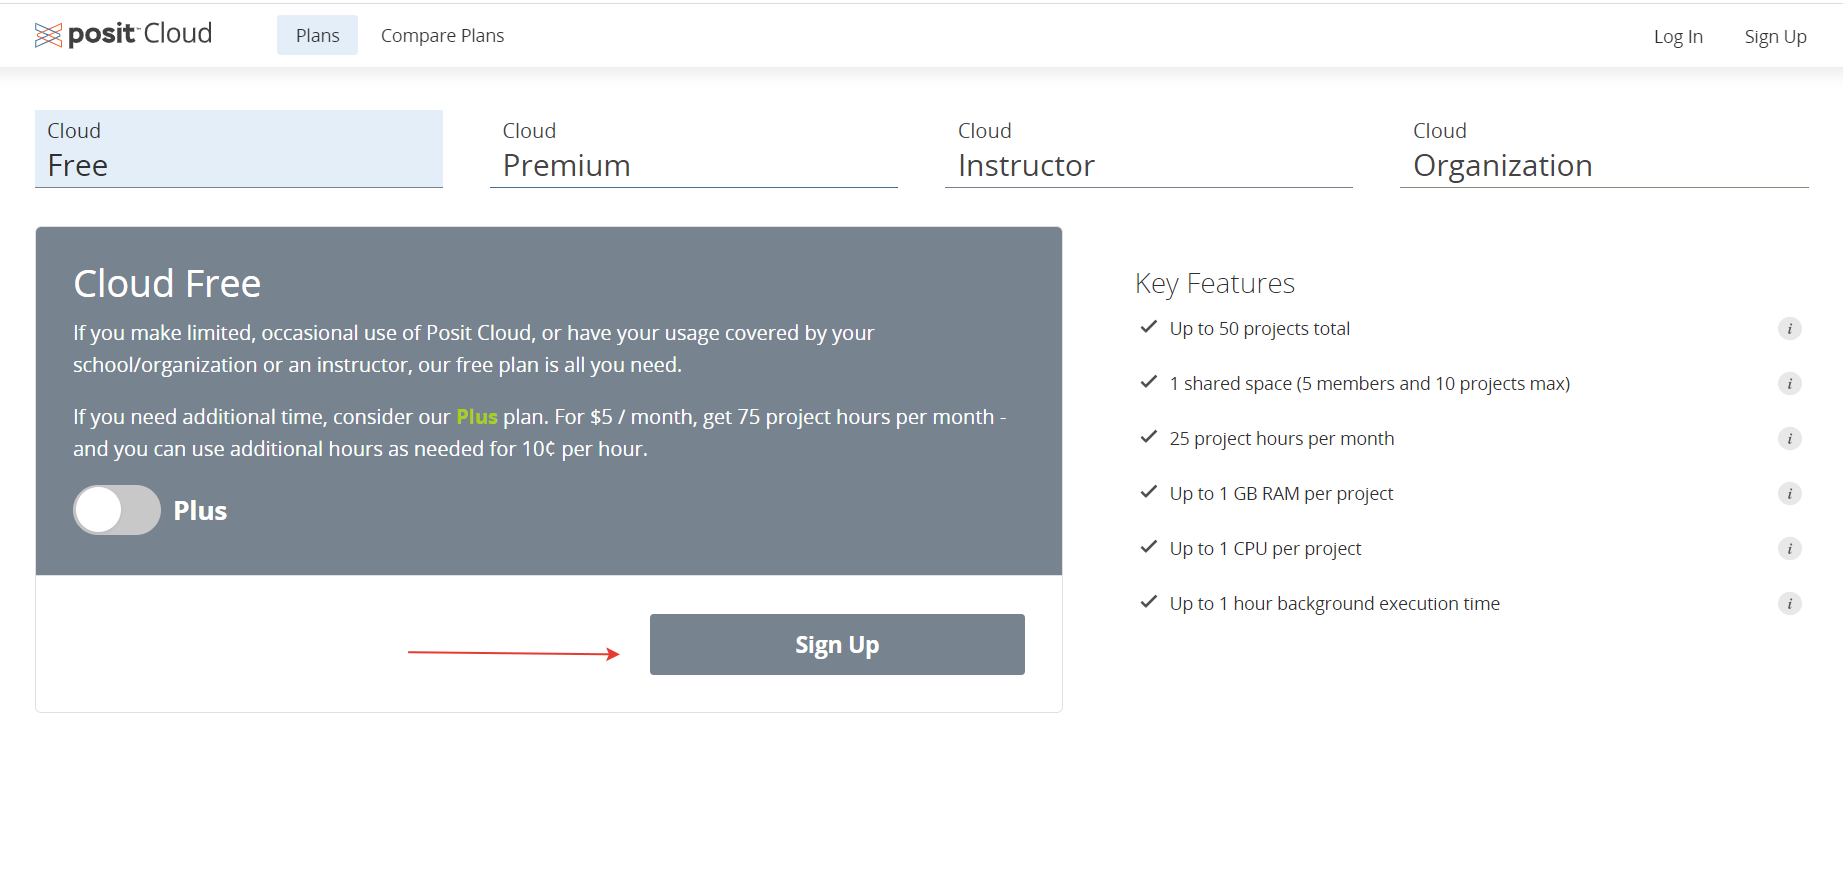 posit Cloud
Plans
Compare Plans
Log In
Sign Up
Cloud
Free
Cloud
Premium
Cloud
Instructor
Cloud
Organization
Cloud Free
If you make limited, occasional use of Posit Cloud, or have your usage covered by your
school/organization or an instructor, our free plan is all you need.
If you need additional time, consider our Plus plan. For $5 / month, get 75 project hours per month -
and you can use additional hours as needed for 10¢ per hour.
Plus
Sign Up
Key Features
Up to 50 projects total
i
1 shared space (5 members and 10 projects max)
i
25 project hours per month
i
Up to 1 GB RAM per project
i
Up to 1 CPU per project
i
Up to 1 hour background execution time
i